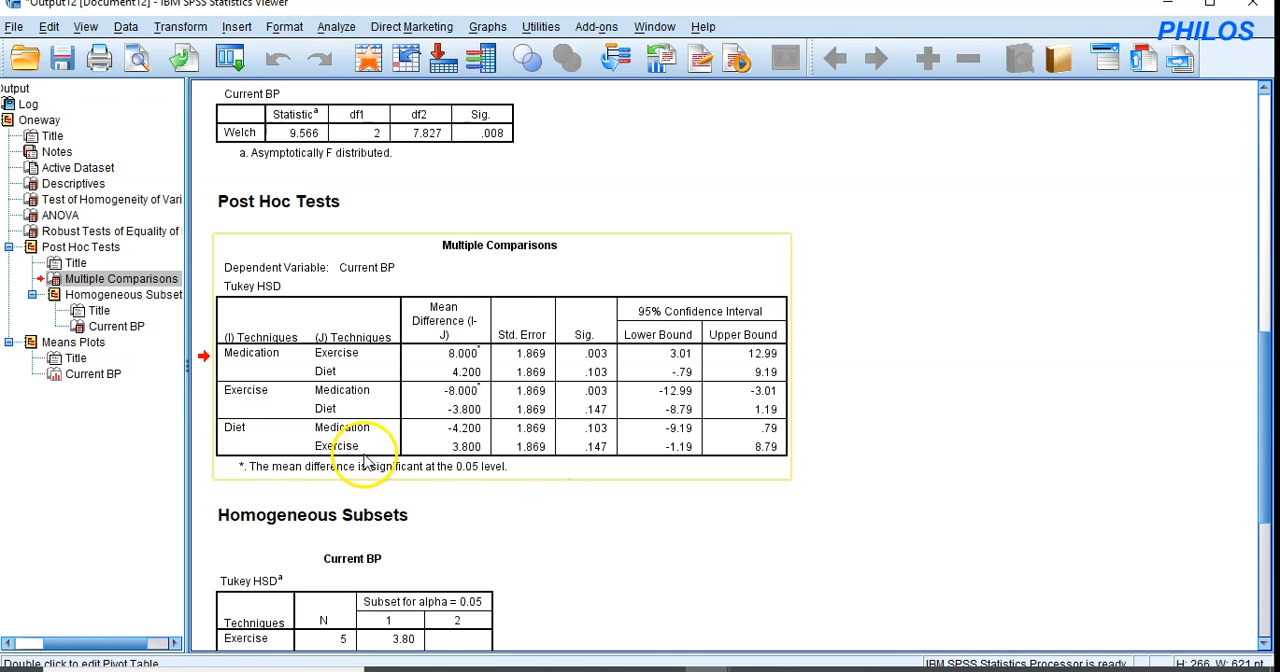 *Output12 [Document12] - IBM SPSS Statistics Viewer
File Edit View Data Transform Insert Format Analyze Direct Marketing Graphs Utilities Add-ons Window Help
PHILOS
utput
Log
Oneway
Title
Notes
Active Dataset
Descriptives
Test of Homogeneity of Vari
ANOVA
Robust Tests of Equality of
Post Hoc Tests
Title
Multiple Comparisons
Homogeneous Subset
Title
Current BP
Means Plots
Title
Current BP
Current BP
Statistic a df1 df2 Sig.
Welch 9.566 2 7.827 .008
a. Asymptotically F distributed.
Post Hoc Tests
Multiple Comparisons
Dependent Variable: Current BP
Tukey HSD
(I) Techniques (J) Techniques Mean Difference (I-J) Std. Error Sig. 95% Confidence Interval
Lower Bound Upper Bound
Medication Exercise 8.000* 1.869 .003 3.01 12.99
Diet 4.200 1.869 .103 -.79 9.19
Exercise Medication -8.000* 1.869 .003 -12.99 -3.01
Diet -3.800 1.869 .147 -8.79 1.19
Diet Medication -4.200 1.869 .103 -9.19 .79
Exercise 3.800 1.869 .147 -1.19 8.79
*. The mean difference is significant at the 0.05 level.
Homogeneous Subsets
Current BP
Tukey HSD a
Techniques N Subset for alpha = 0.05
1 2
Exercise 5 3.80
Double click to edit Pivot Table
IBM SPSS Statistics Processor is ready
H: 266, W: 621 pt